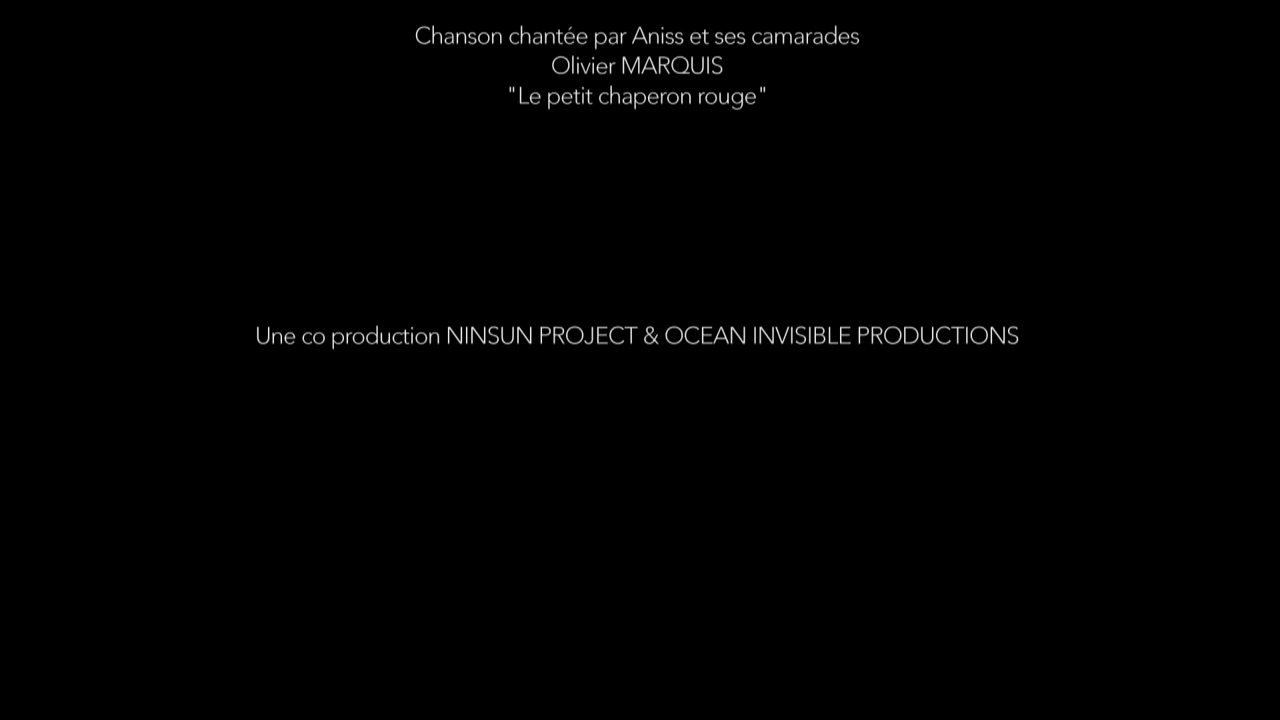 Chanson chantée par Aniss et ses camarades
Olivier MARQUIS
"Le petit chaperon rouge"
Une co production NINSUN PROJECT & OCEAN INVISIBLE PRODUCTIONS